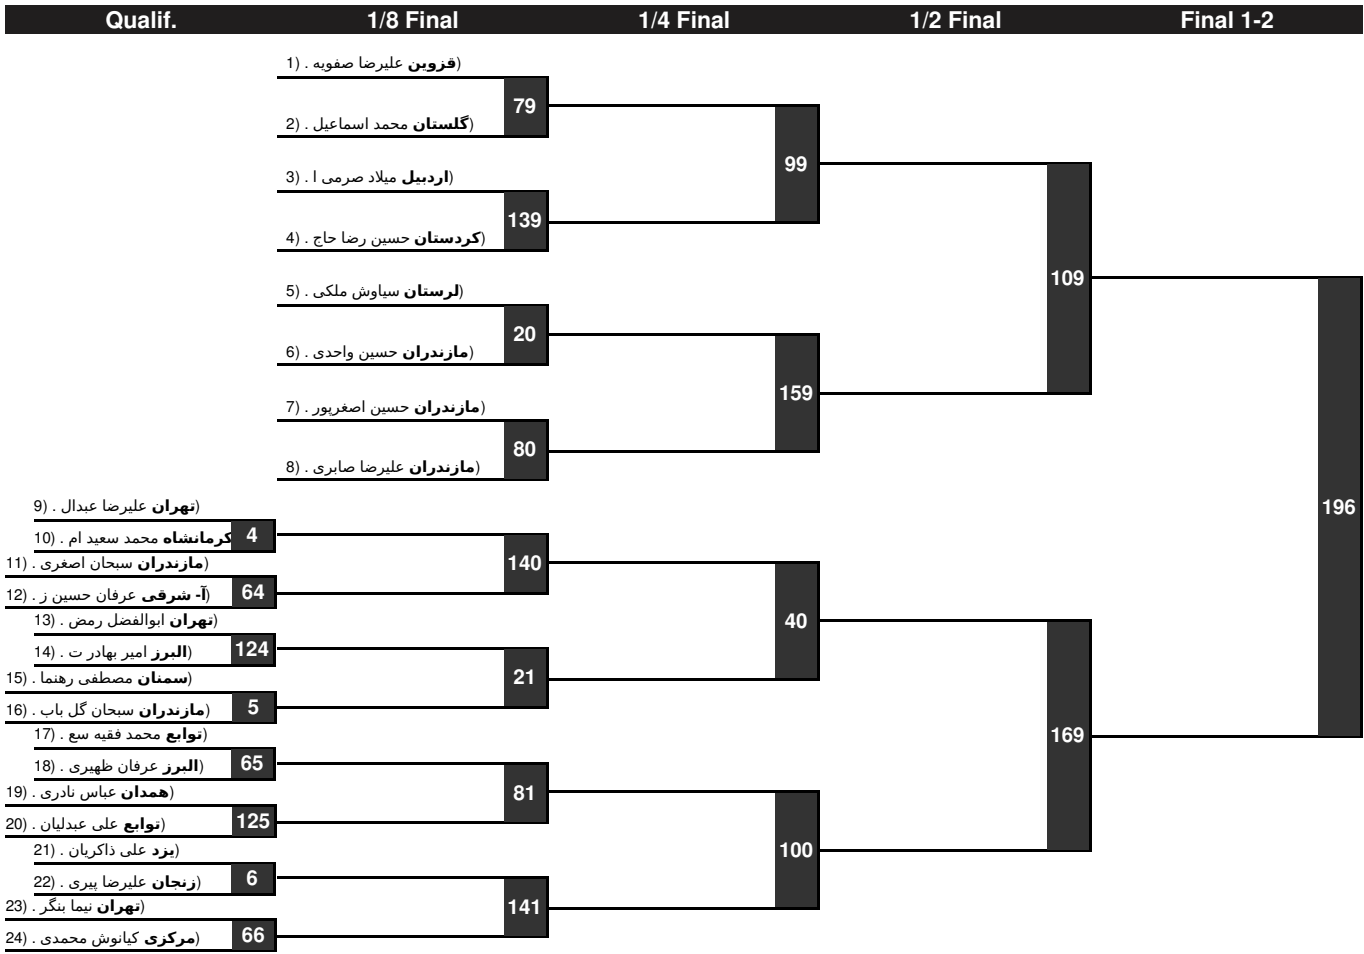 Qualif. 1/8 Final 1/4 Final 1/2 Final Final 1-2
1) . علیرضا صفویه قزوین)
79
2) . محمد اسماعیل گلستان)
99
3) . میلاد صرمی ا اردبیل)
139
4) . حسین رضا حاج کردستان)
109
5) . سیاوش ملکی لرستان)
20
6) . حسین واحدی مازندران)
159
7) . حسین اصغرپور مازندران)
80
8) . علیرضا صابری مازندران)
196
9) . علیرضا عبدال تهران)
4
10) . محمد سعید ام کرمانشاه
140
11) . سبحان اصغری مازندران)
64
12) . عرفان حسین ز آ- شرقی)
40
13) . ابوالفضل رمض تهران)
124
14) . امیر بهادر ت البرز)
21
15) . مصطفی رهنما سمنان)
5
16) . سبحان گل باب مازندران)
169
17) . محمد فقیه سع توابع)
65
18) . عرفان ظهیری البرز)
81
19) . عباس نادری همدان)
125
20) . علی عبدلیان توابع)
100
21) . علی ذاکریان یزد)
6
22) . علیرضا پیری زنجان)
141
23) . نیما بنگر تهران)
66
24) . کیانوش محمدی مرکزی)